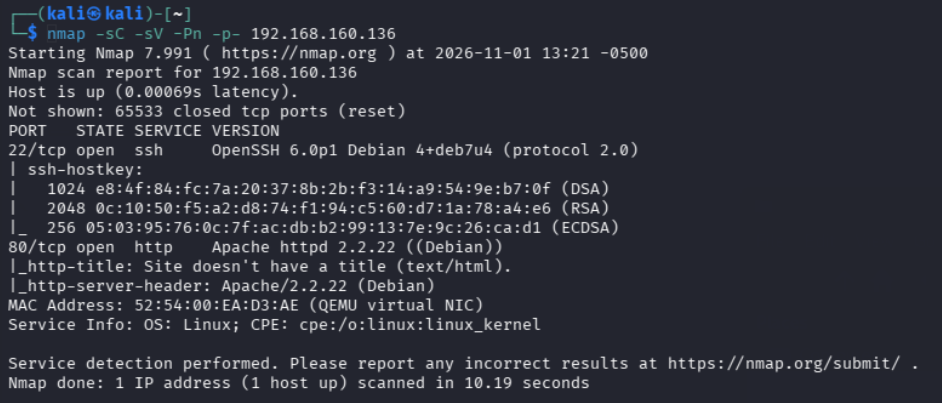 ┌──(kali㉿kali)-[~]
└─$ nmap -sC -sV -Pn -p- 192.168.160.136
Starting Nmap 7.991 ( https://nmap.org ) at 2026-11-01 13:21 -0500
Nmap scan report for 192.168.160.136
Host is up (0.00069s latency).
Not shown: 65533 closed tcp ports (reset)
PORT   STATE SERVICE VERSION
22/tcp open  ssh     OpenSSH 6.0p1 Debian 4+deb7u4 (protocol 2.0)
| ssh-hostkey:
|   1024 e8:4f:84:fc:7a:20:37:8b:2b:f3:14:a9:54:9e:b7:0f (DSA)
|   2048 0c:10:50:f5:a2:d8:74:f1:94:c5:60:d7:1a:78:a4:e6 (RSA)
|_  256 05:03:95:76:0c:7f:ac:db:b2:99:13:7e:9c:26:ca:d1 (ECDSA)
80/tcp open  http    Apache httpd 2.2.22 ((Debian))
|_http-title: Site doesn't have a title (text/html).
|_http-server-header: Apache/2.2.22 (Debian)
MAC Address: 52:54:00:EA:D3:AE (QEMU virtual NIC)
Service Info: OS: Linux; CPE: cpe:/o:linux:linux_kernel

Service detection performed. Please report any incorrect results at https://nmap.org/submit/ .
Nmap done: 1 IP address (1 host up) scanned in 10.19 seconds